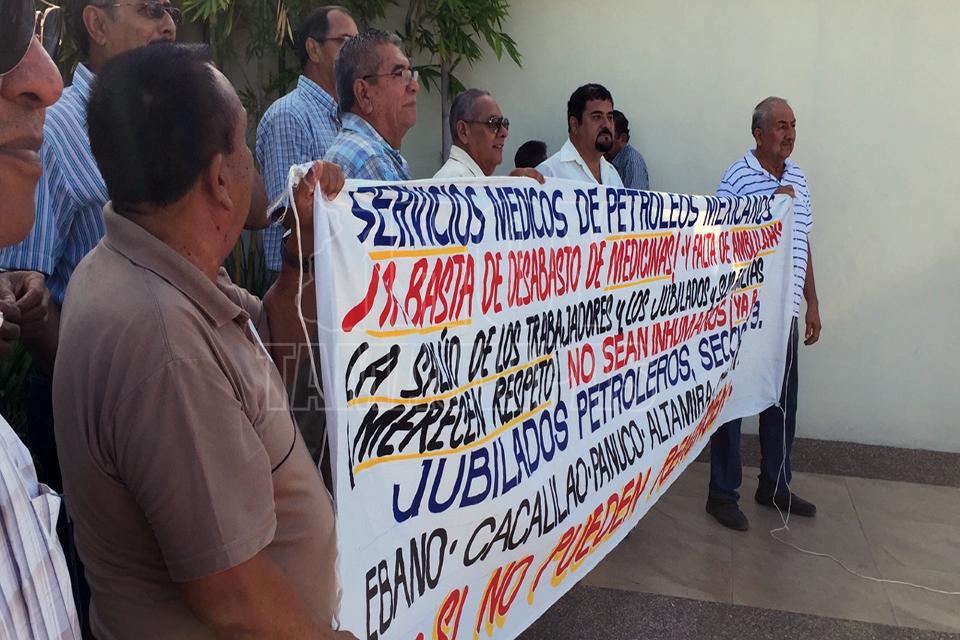 SERVICIOS MEDICOS DE PETROLEOS MEXICANOS
¡¡ BASTA DE DESABASTO DE MEDICINAS! Y FALTA DE
LA SALUD DE LOS TRABAJADORES Y LOS JUBILADOS Y
MERECEN RESPETO! NO SEAN INHUMANOS ¡YA
JUBILADOS PETROLEROS, SECC.
EBANO · CACALILAO · PANUCO · ALTAMIRA
SI NO PUEDEN